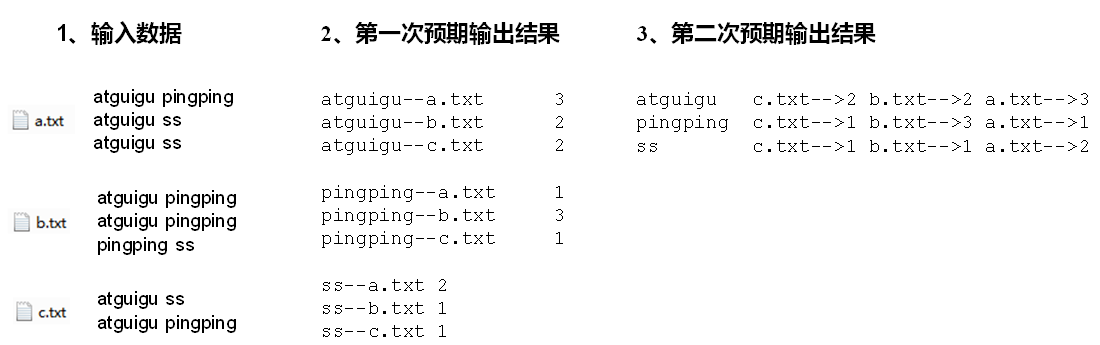 1、输入数据
a.txt
atguigu pingping
atguigu ss
atguigu ss
b.txt
atguigu pingping
atguigu pingping
pingping ss
c.txt
atguigu ss
atguigu pingping
2、第一次预期输出结果
atguigu--a.txt 3
atguigu--b.txt 2
atguigu--c.txt 2
pingping--a.txt 1
pingping--b.txt 3
pingping--c.txt 1
ss--a.txt 2
ss--b.txt 1
ss--c.txt 1
3、第二次预期输出结果
atguigu c.txt-->2 b.txt-->2 a.txt-->3
pingping c.txt-->1 b.txt-->3 a.txt-->1
ss c.txt-->1 b.txt-->1 a.txt-->2